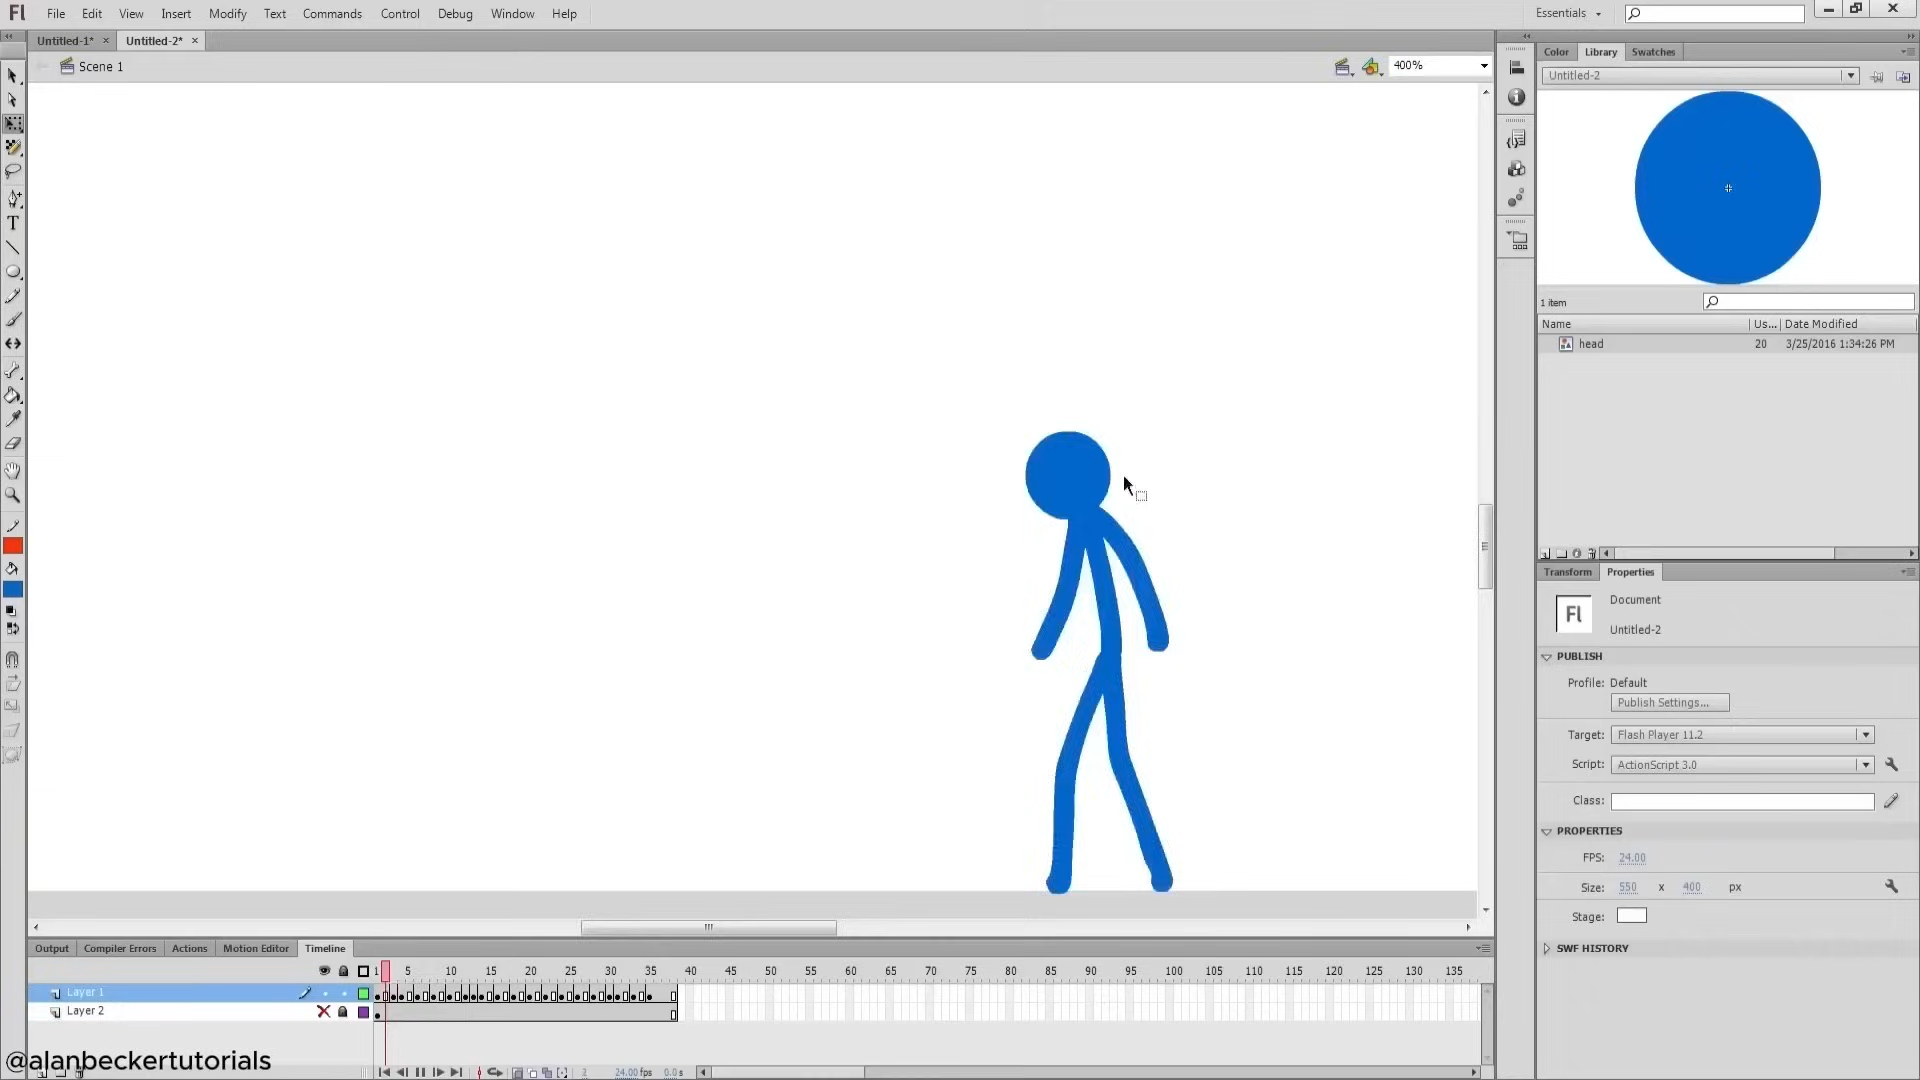 Fl File Edit View Insert Modify Text Commands Control Debug Window Help Essentials
Untitled-1* × Untitled-2* ×
Scene 1 400%
Color Library Swatches
Untitled-2
1 item
Name Us... Date Modified
head 20 3/25/2016 1:34:26 PM
Transform Properties
Fl Document
Untitled-2
PUBLISH
Profile: Default
Publish Settings...
Target: Flash Player 11.2
Script: ActionScript 3.0
Class:
PROPERTIES
FPS: 24.00
Size: 550 x 400 px
Stage:
SWF HISTORY
Output Compiler Errors Actions Motion Editor Timeline
1 5 10 15 20 25 30 35 40 45 50 55 60 65 70 75 80 85 90 95 100 105 110 115 120 125 130 135
Layer 1
Layer 2
@alanbeckertutorials
3 24.00 fps 0.0 s